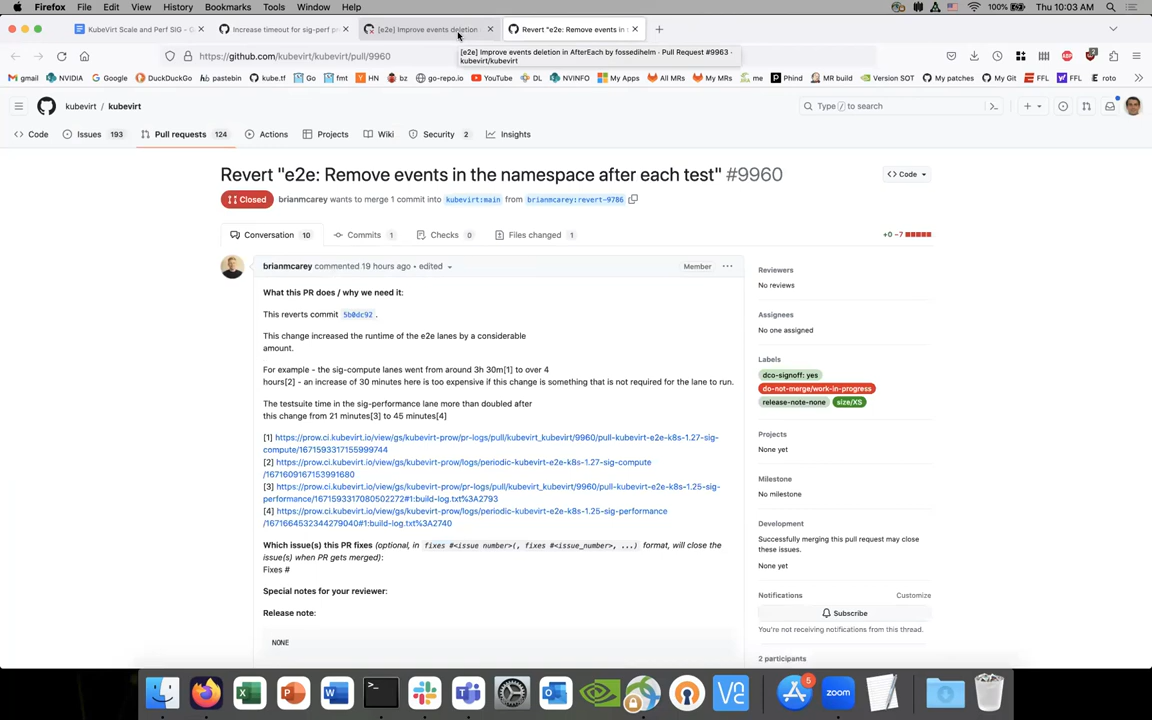 Firefox File Edit View History Bookmarks Tools Window Help 100% Thu 10:03 AM
KubeVirt Scale and Perf SIG - G
Increase timeout for sig-perf p
[e2e] Improve events deletion
Revert "e2e: Remove events in
https://github.com/kubevirt/kubevirt/pull/9960
[e2e] Improve events deletion in AfterEach by fossedihelm · Pull Request #9963 ·
kubevirt/kubevirt
gmail NVIDIA Google DuckDuckGo pastebin kube.tf Go fmt HN bz go-repo.io YouTube DL NVINFO My Apps All MRs My MRs me Phind MR build Version SOT My patches My Git FFL FFL roto
kubevirt / kubevirt
Type / to search
Code Issues 193 Pull requests 124 Actions Projects Wiki Security 2 Insights
Revert "e2e: Remove events in the namespace after each test" #9960
Code
Closed brianmcarey wants to merge 1 commit into kubevirt:main from brianmcarey:revert-9786
Conversation 10 Commits 1 Checks 0 Files changed 1
+0 −7
brianmcarey commented 19 hours ago • edited
Member
What this PR does / why we need it:
This reverts commit 5b0dc92 .
This change increased the runtime of the e2e lanes by a considerable
amount.
For example - the sig-compute lanes went from around 3h 30m[1] to over 4
hours[2] - an increase of 30 minutes here is too expensive if this change is something that is not required for the lane to run.
The testsuite time in the sig-performance lane more than doubled after
this change from 21 minutes[3] to 45 minutes[4]
[1] https://prow.ci.kubevirt.io/view/gs/kubevirt-prow/pr-logs/pull/kubevirt_kubevirt/9960/pull-kubevirt-e2e-k8s-1.27-sig-
compute/1671593317155999744
[2] https://prow.ci.kubevirt.io/view/gs/kubevirt-prow/logs/periodic-kubevirt-e2e-k8s-1.27-sig-compute
/1671609167153991680
[3] https://prow.ci.kubevirt.io/view/gs/kubevirt-prow/pr-logs/pull/kubevirt_kubevirt/9960/pull-kubevirt-e2e-k8s-1.25-sig-
performance/1671593317080502272#1:build-log.txt%3A2793
[4] https://prow.ci.kubevirt.io/view/gs/kubevirt-prow/logs/periodic-kubevirt-e2e-k8s-1.25-sig-performance
/1671664532344279040#1:build-log.txt%3A2740
Which issue(s) this PR fixes (optional, in fixes #<issue number>(, fixes #<issue_number>, ...) format, will close the
issue(s) when PR gets merged):
Fixes #
Special notes for your reviewer:
Release note:
NONE
Reviewers
No reviews
Assignees
No one assigned
Labels
dco-signoff: yes
do-not-merge/work-in-progress
release-note-none size/XS
Projects
None yet
Milestone
No milestone
Development
Successfully merging this pull request may close
these issues.
None yet
Notifications Customize
Subscribe
You're not receiving notifications from this thread.
2 participants
5
zoom